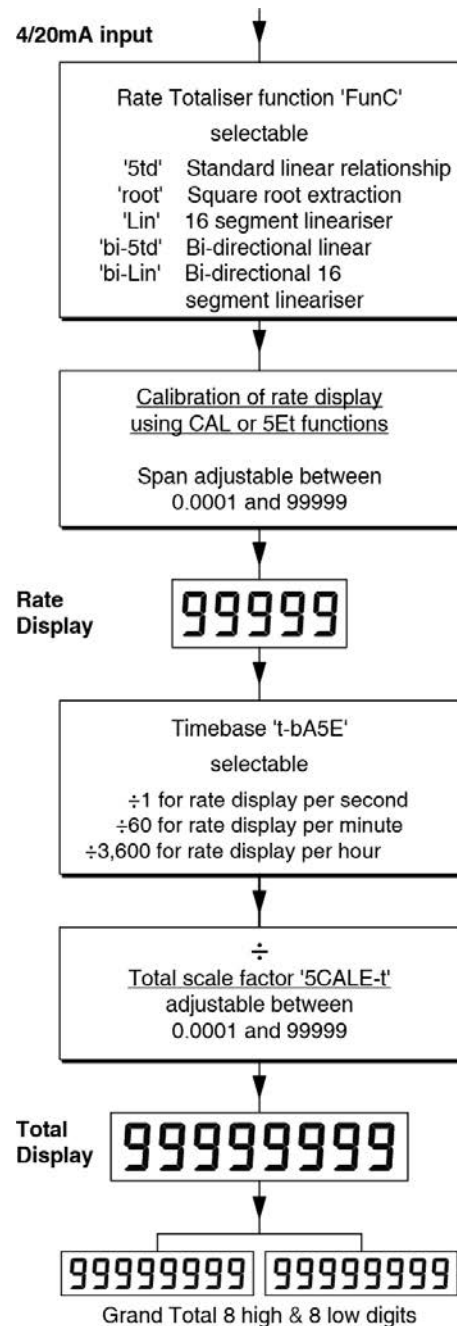 4/20mA input
Rate Totaliser function 'FunC'
selectable
'5td' Standard linear relationship
'root' Square root extraction
'Lin' 16 segment lineariser
'bi-5td' Bi-directional linear
'bi-Lin' Bi-directional 16
segment lineariser
Calibration of rate display
using CAL or 5Et functions
Span adjustable between
0.0001 and 99999
Rate
Display
99999
Timebase 't-bA5E'
selectable
÷1 for rate display per second
÷60 for rate display per minute
÷3,600 for rate display per hour
÷
Total scale factor '5CALE-t'
adjustable between
0.0001 and 99999
Total
Display
99999999
99999999 99999999
Grand Total 8 high & 8 low digits